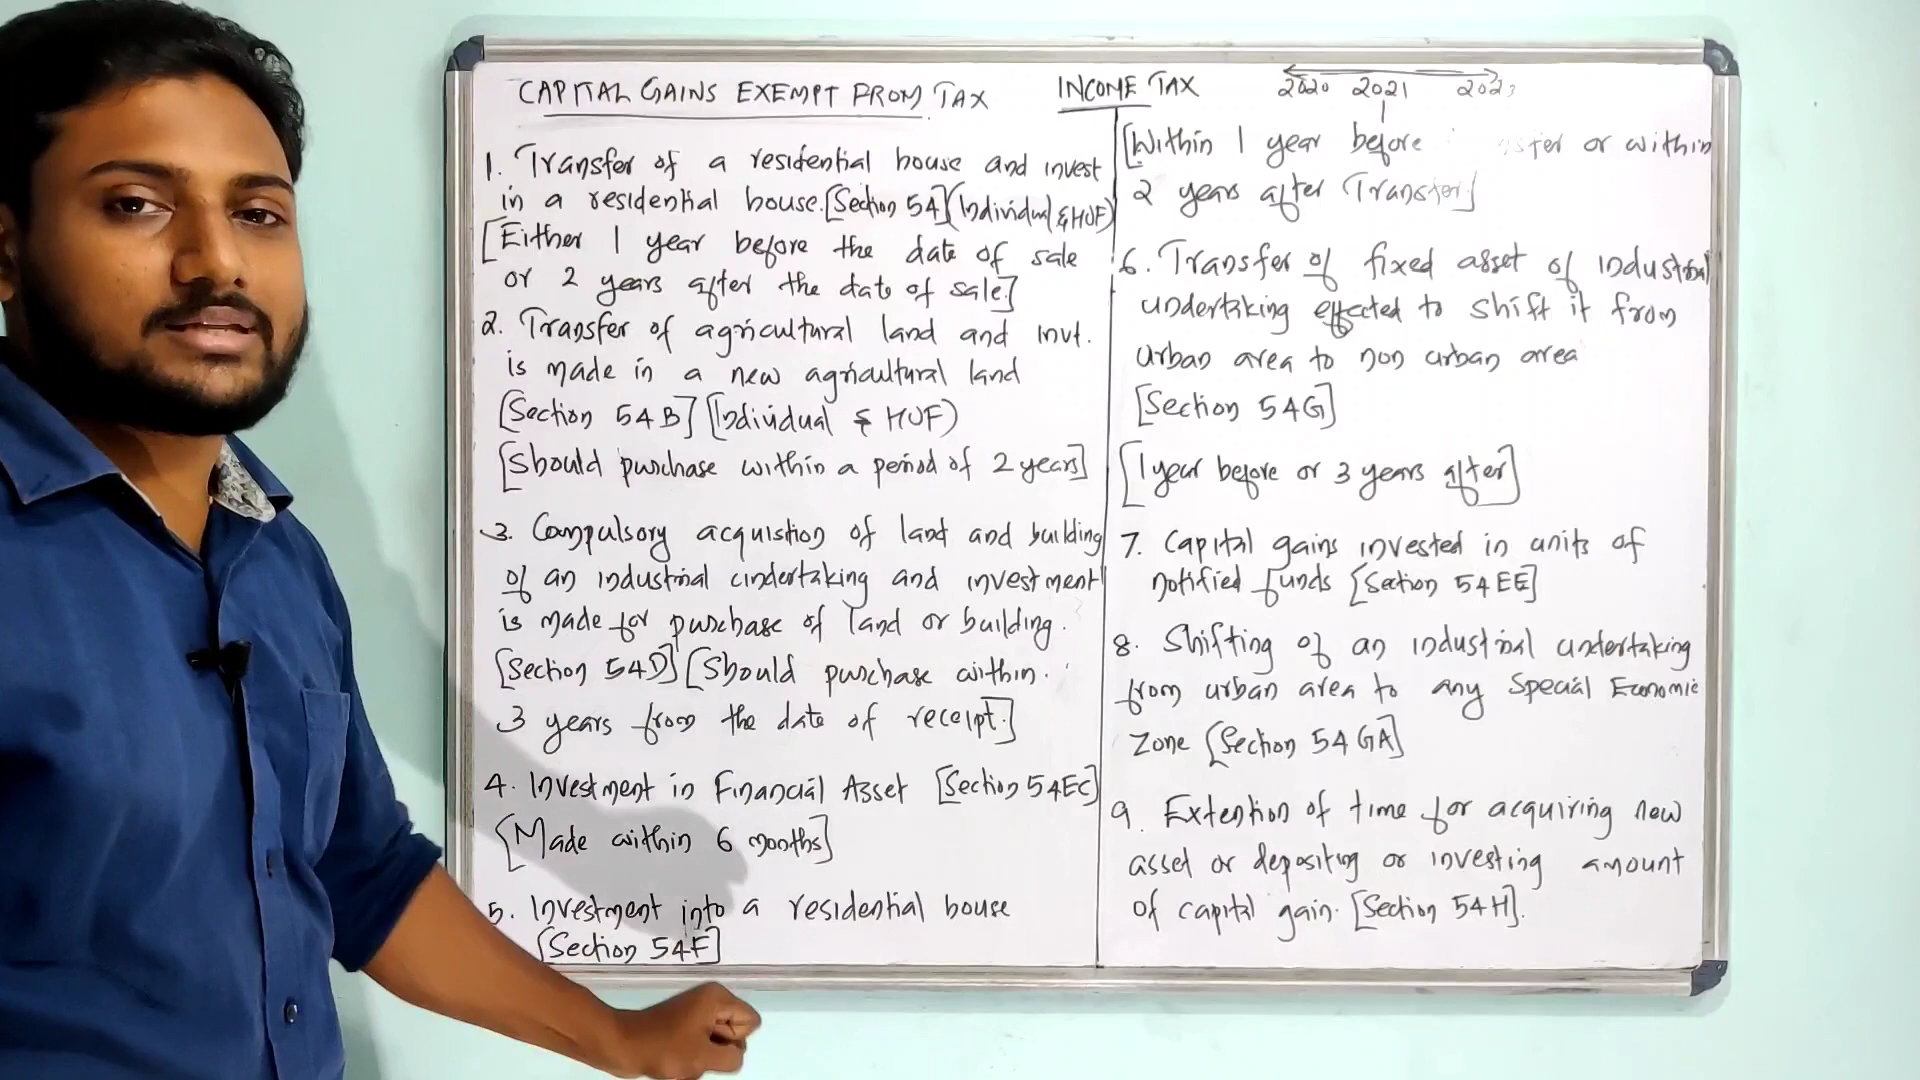 CAPITAL GAINS EXEMPT FROM TAX
INCOME TAX
1. Transfer of a residential house and invest
in a residential house.[Section 54](Individual & HUF)
[Either 1 year before the date of sale
or 2 years after the date of sale.]
2. Transfer of agricultural land and invt.
is made in a new agricultural land
[Section 54B] (Individual & HUF)
[Should purchase within a period of 2 years]
3. Compulsory acquistion of land and building
of an industrial undertaking and investment
is made for purchase of land or building.
[Section 54D] [Should purchase within
3 years from the date of receipt.]
4. Investment in Financial Asset [Section 54EC]
[Made within 6 months]
5. Investment into a residential house
[Section 54F]
2020 2021 2023
[Within 1 year before or within
2 years after Transfer.]
6. Transfer of fixed asset of industrial
undertaking effected to shift it from
urban area to non urban area
[Section 54G]
[1 year before or 3 years after]
7. Capital gains invested in units of
notified funds [Section 54EE]
8. Shifting of an industrial undertaking
from urban area to any Special Economic
Zone [Section 54GA]
9. Extention of time for acquiring new
asset or depositing or investing amount
of capital gain. [Section 54H].